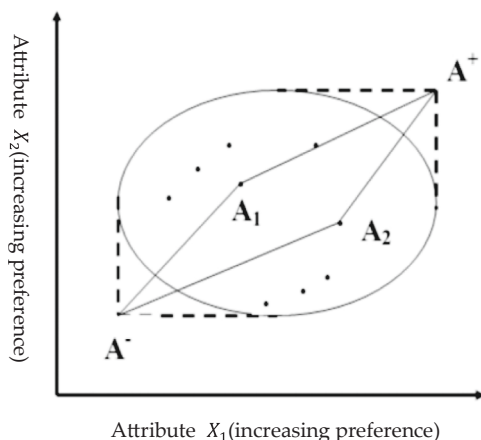 A⁺
Attribute X₂(increasing preference)
A₁
A₂
A⁻
Attribute X₁(increasing preference)